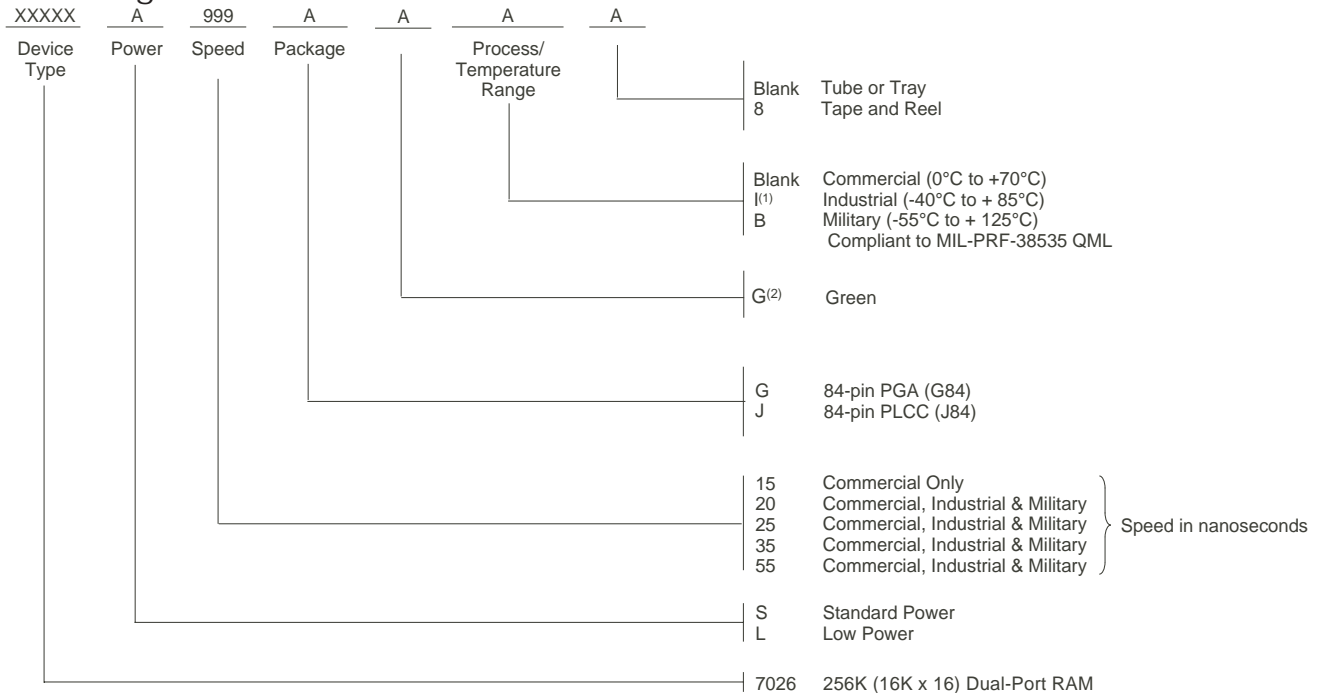 XXXXX A 999 A A A A
Device Type Power Speed Package Process/ Temperature Range
Blank Tube or Tray
8 Tape and Reel
Blank Commercial (0°C to +70°C)
I(1) Industrial (-40°C to + 85°C)
B Military (-55°C to + 125°C)
Compliant to MIL-PRF-38535 QML
G(2) Green
G 84-pin PGA (G84)
J 84-pin PLCC (J84)
15 Commercial Only
20 Commercial, Industrial & Military
25 Commercial, Industrial & Military
35 Commercial, Industrial & Military
55 Commercial, Industrial & Military
Speed in nanoseconds
S Standard Power
L Low Power
7026 256K (16K x 16) Dual-Port RAM